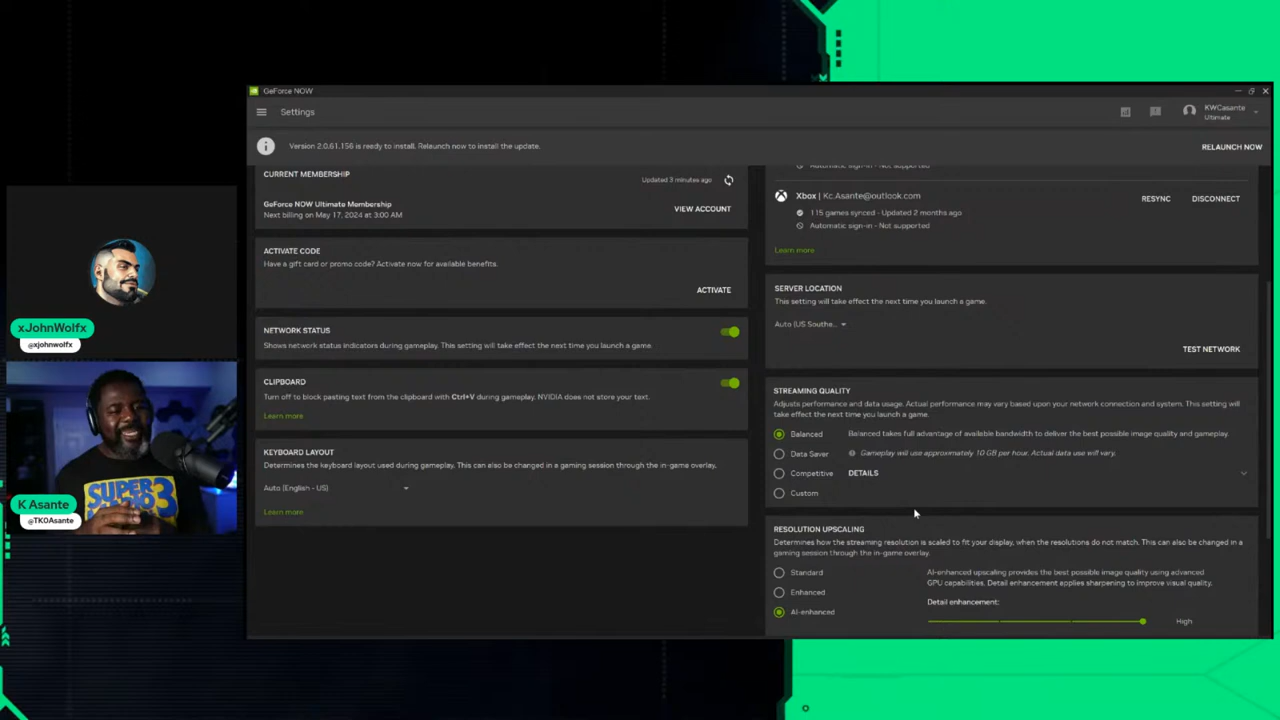 GeForce NOW
Settings
KWCasante
Ultimate
Version 2.0.61.156 is ready to install. Relaunch now to install the update.
RELAUNCH NOW
CURRENT MEMBERSHIP
Updated 3 minutes ago
GeForce NOW Ultimate Membership
Next billing on May 17, 2024 at 3:00 AM
VIEW ACCOUNT
ACTIVATE CODE
Have a gift card or promo code? Activate now for available benefits.
ACTIVATE
NETWORK STATUS
Shows network status indicators during gameplay. This setting will take effect the next time you launch a game.
CLIPBOARD
Turn off to block pasting text from the clipboard with Ctrl+V during gameplay. NVIDIA does not store your text.
Learn more
KEYBOARD LAYOUT
Determines the keyboard layout used during gameplay. This can also be changed in a gaming session through the in-game overlay.
Auto (English - US)
Learn more
Automatic sign-in - Not supported
Xbox | Kc.Asante@outlook.com
RESYNC
DISCONNECT
115 games synced - Updated 2 months ago
Automatic sign-in - Not supported
Learn more
SERVER LOCATION
This setting will take effect the next time you launch a game.
Auto (US Southe...
TEST NETWORK
STREAMING QUALITY
Adjusts performance and data usage. Actual performance may vary based upon your network connection and system. This setting will
take effect the next time you launch a game.
Balanced
Balanced takes full advantage of available bandwidth to deliver the best possible image quality and gameplay.
Data Saver
Gameplay will use approximately 10 GB per hour. Actual data use will vary.
Competitive
DETAILS
Custom
RESOLUTION UPSCALING
Determines how the streaming resolution is scaled to fit your display, when the resolutions do not match. This can also be changed in a
gaming session through the in-game overlay.
Standard
AI-enhanced upscaling provides the best possible image quality using advanced
GPU capabilities. Detail enhancement applies sharpening to improve visual quality.
Enhanced
Detail enhancement:
AI-enhanced
High
xJohnWolfx
@xjohnwolfx
SUPER
K Asante
@TKOAsante